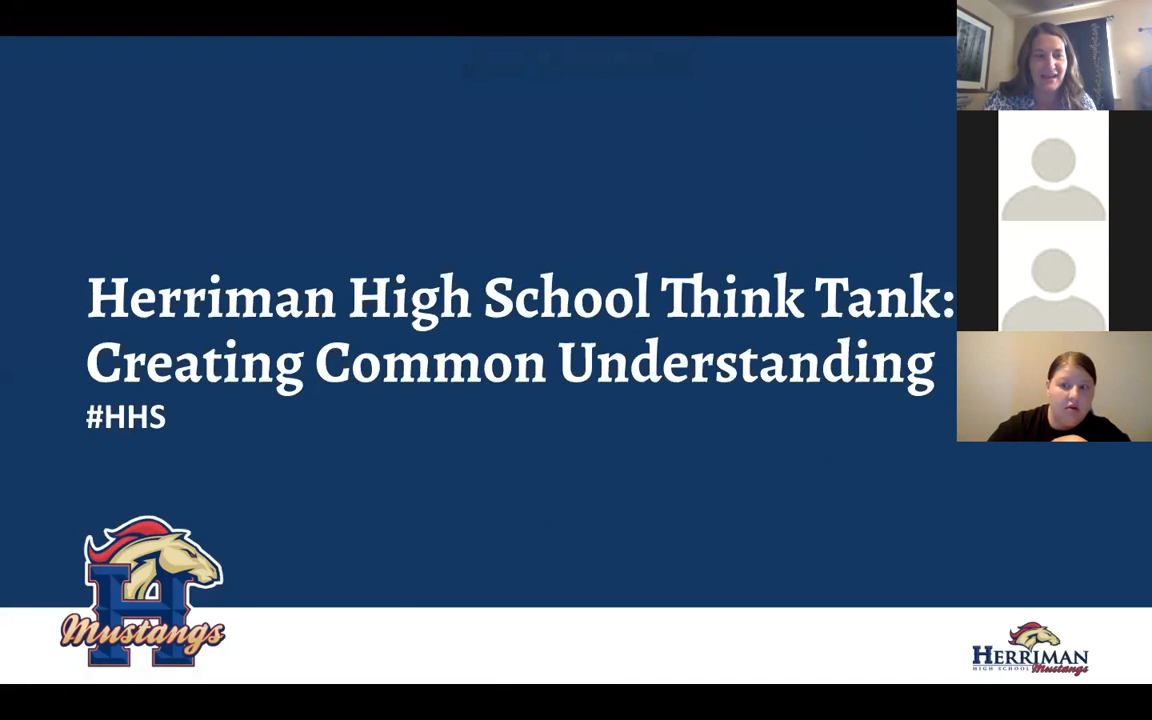 Herriman High School Think Tank:
Creating Common Understanding
#HHS
H
Mustangs
HERRIMAN
HIGH SCHOOL Mustangs